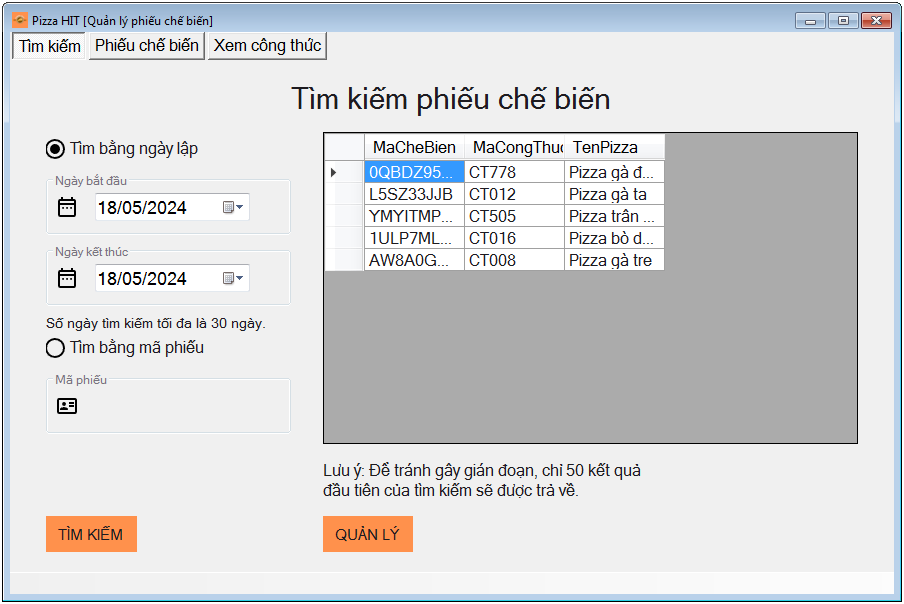 Pizza HIT [Quản lý phiếu chế biến]
Tìm kiếm Phiếu chế biến Xem công thức
Tìm kiếm phiếu chế biến
Tìm bằng ngày lập
Ngày bắt đầu
18/05/2024
Ngày kết thúc
18/05/2024
Số ngày tìm kiếm tối đa là 30 ngày.
Tìm bằng mã phiếu
Mã phiếu
TÌM KIẾM
MaCheBien MaCongThuc TenPizza
0QBDZ95... CT778 Pizza gà đ...
L5SZ33JJB CT012 Pizza gà ta
YMYITMP... CT505 Pizza trân ...
1ULP7ML... CT016 Pizza bò d...
AW8A0G... CT008 Pizza gà tre
Lưu ý: Để tránh gây gián đoạn, chỉ 50 kết quả
đầu tiên của tìm kiếm sẽ được trả về.
QUẢN LÝ